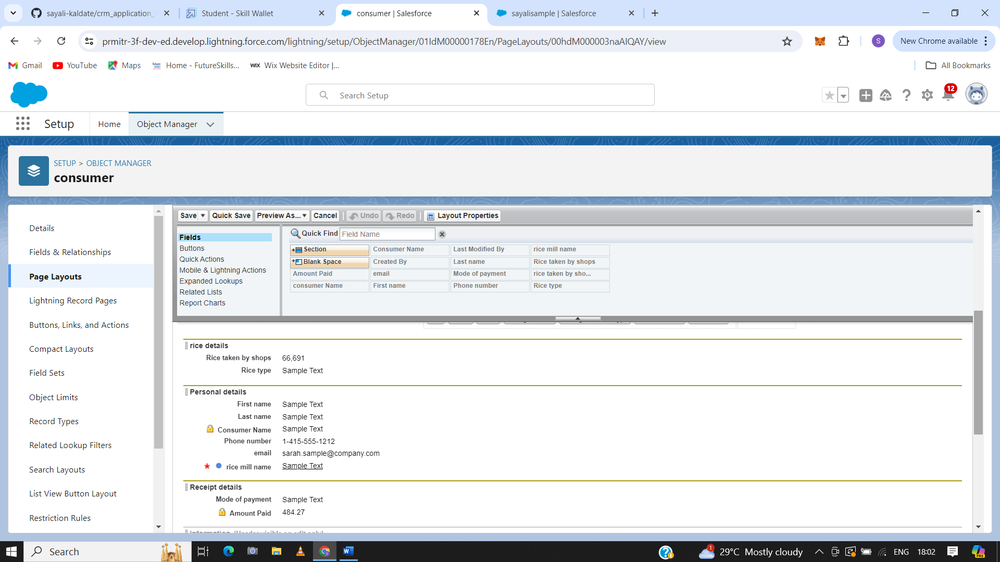 sayali-kaldate/crm_application_
Student - Skill Wallet
consumer | Salesforce
sayalisample | Salesforce
prmitr-3f-dev-ed.develop.lightning.force.com/lightning/setup/ObjectManager/01IdM00000178En/PageLayouts/00hdM000003naAIQAY/view
S
New Chrome available
Gmail
YouTube
Maps
Home - FutureSkills...
WIX Wix Website Editor |...
All Bookmarks
Search Setup
12
Setup
Home
Object Manager
SETUP > OBJECT MANAGER
consumer
Details
Fields & Relationships
Page Layouts
Lightning Record Pages
Buttons, Links, and Actions
Compact Layouts
Field Sets
Object Limits
Record Types
Related Lookup Filters
Search Layouts
List View Button Layout
Restriction Rules
Save
Quick Save
Preview As...
Cancel
Undo
Redo
Layout Properties
Fields
Buttons
Quick Actions
Mobile & Lightning Actions
Expanded Lookups
Related Lists
Report Charts
Quick Find Field Name
Section Consumer Name Last Modified By rice mill name
Blank Space Created By Last name Rice taken by shops
Amount Paid email Mode of payment rice taken by sho...
consumer Name First name Phone number Rice type
rice details
Rice taken by shops 66,691
Rice type Sample Text
Personal details
First name Sample Text
Last name Sample Text
Consumer Name Sample Text
Phone number 1-415-555-1212
email sarah.sample@company.com
* rice mill name Sample Text
Receipt details
Mode of payment Sample Text
Amount Paid 484.27
Information (Header visible on edit only)
Search
1
29°C Mostly cloudy
ENG
18:02
PRE